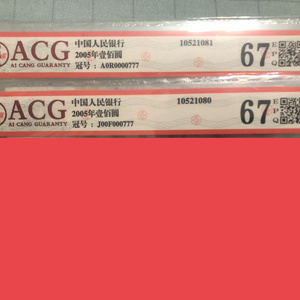 ACG
AI CANG GUARANTY
中国人民银行
2005年壹佰圆
冠号：A0R0000777
10521081
67
EPQ
ACG
AI CANG GUARANTY
中国人民银行
2005年壹佰圆
冠号：J00F000777
10521080
67
EPQ